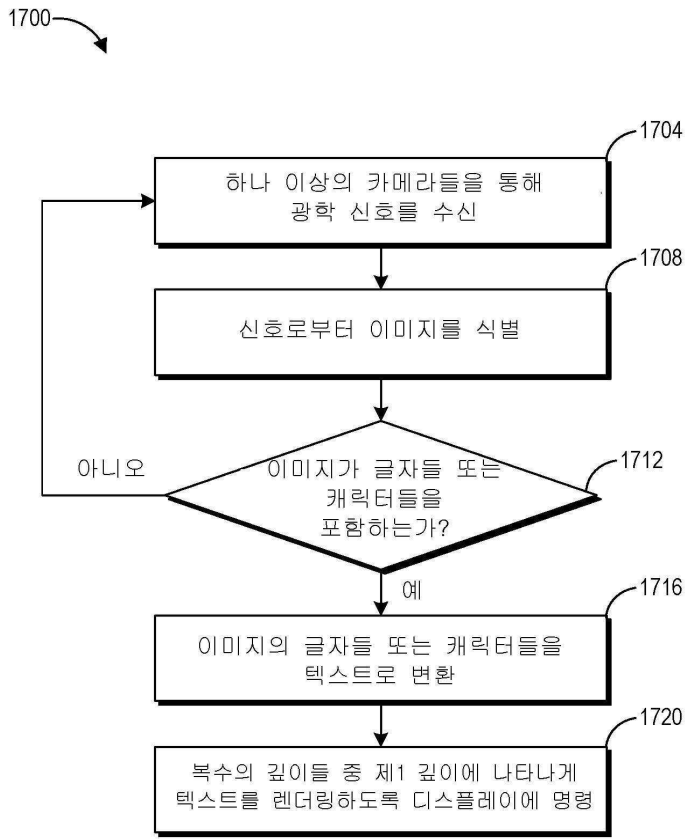 1700
1704
하나 이상의 카메라들을 통해
광학 신호를 수신
1708
신호로부터 이미지를 식별
아니오
이미지가 글자들 또는
캐릭터들을
포함하는가?
1712
예
1716
이미지의 글자들 또는 캐릭터들을
텍스트로 변환
1720
복수의 깊이들 중 제1 깊이에 나타나게
텍스트를 렌더링하도록 디스플레이에 명령